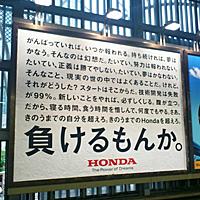 がんばっていれば、いつか報われる。持ち続ければ、夢は
かなう。そんなのは幻想だ。たいてい、努力は報われない。
たいてい、正義は勝てやしない。たいてい、夢はかなわない。
そんなこと、現実の世の中ではよくあることだ。けれど、
それがどうした?スタートはそこからだ。技術開発は失敗
が99%。新しいことをやれば、必ずしくじる。腹が立つ。
だから、寝る時間、食う時間を惜しんで、何度でもやる。さあ、
きのうまでの自分を超えろ。きのうまでのHondaを超えろ。
負けるもんか。
HONDA
The Power of Dreams